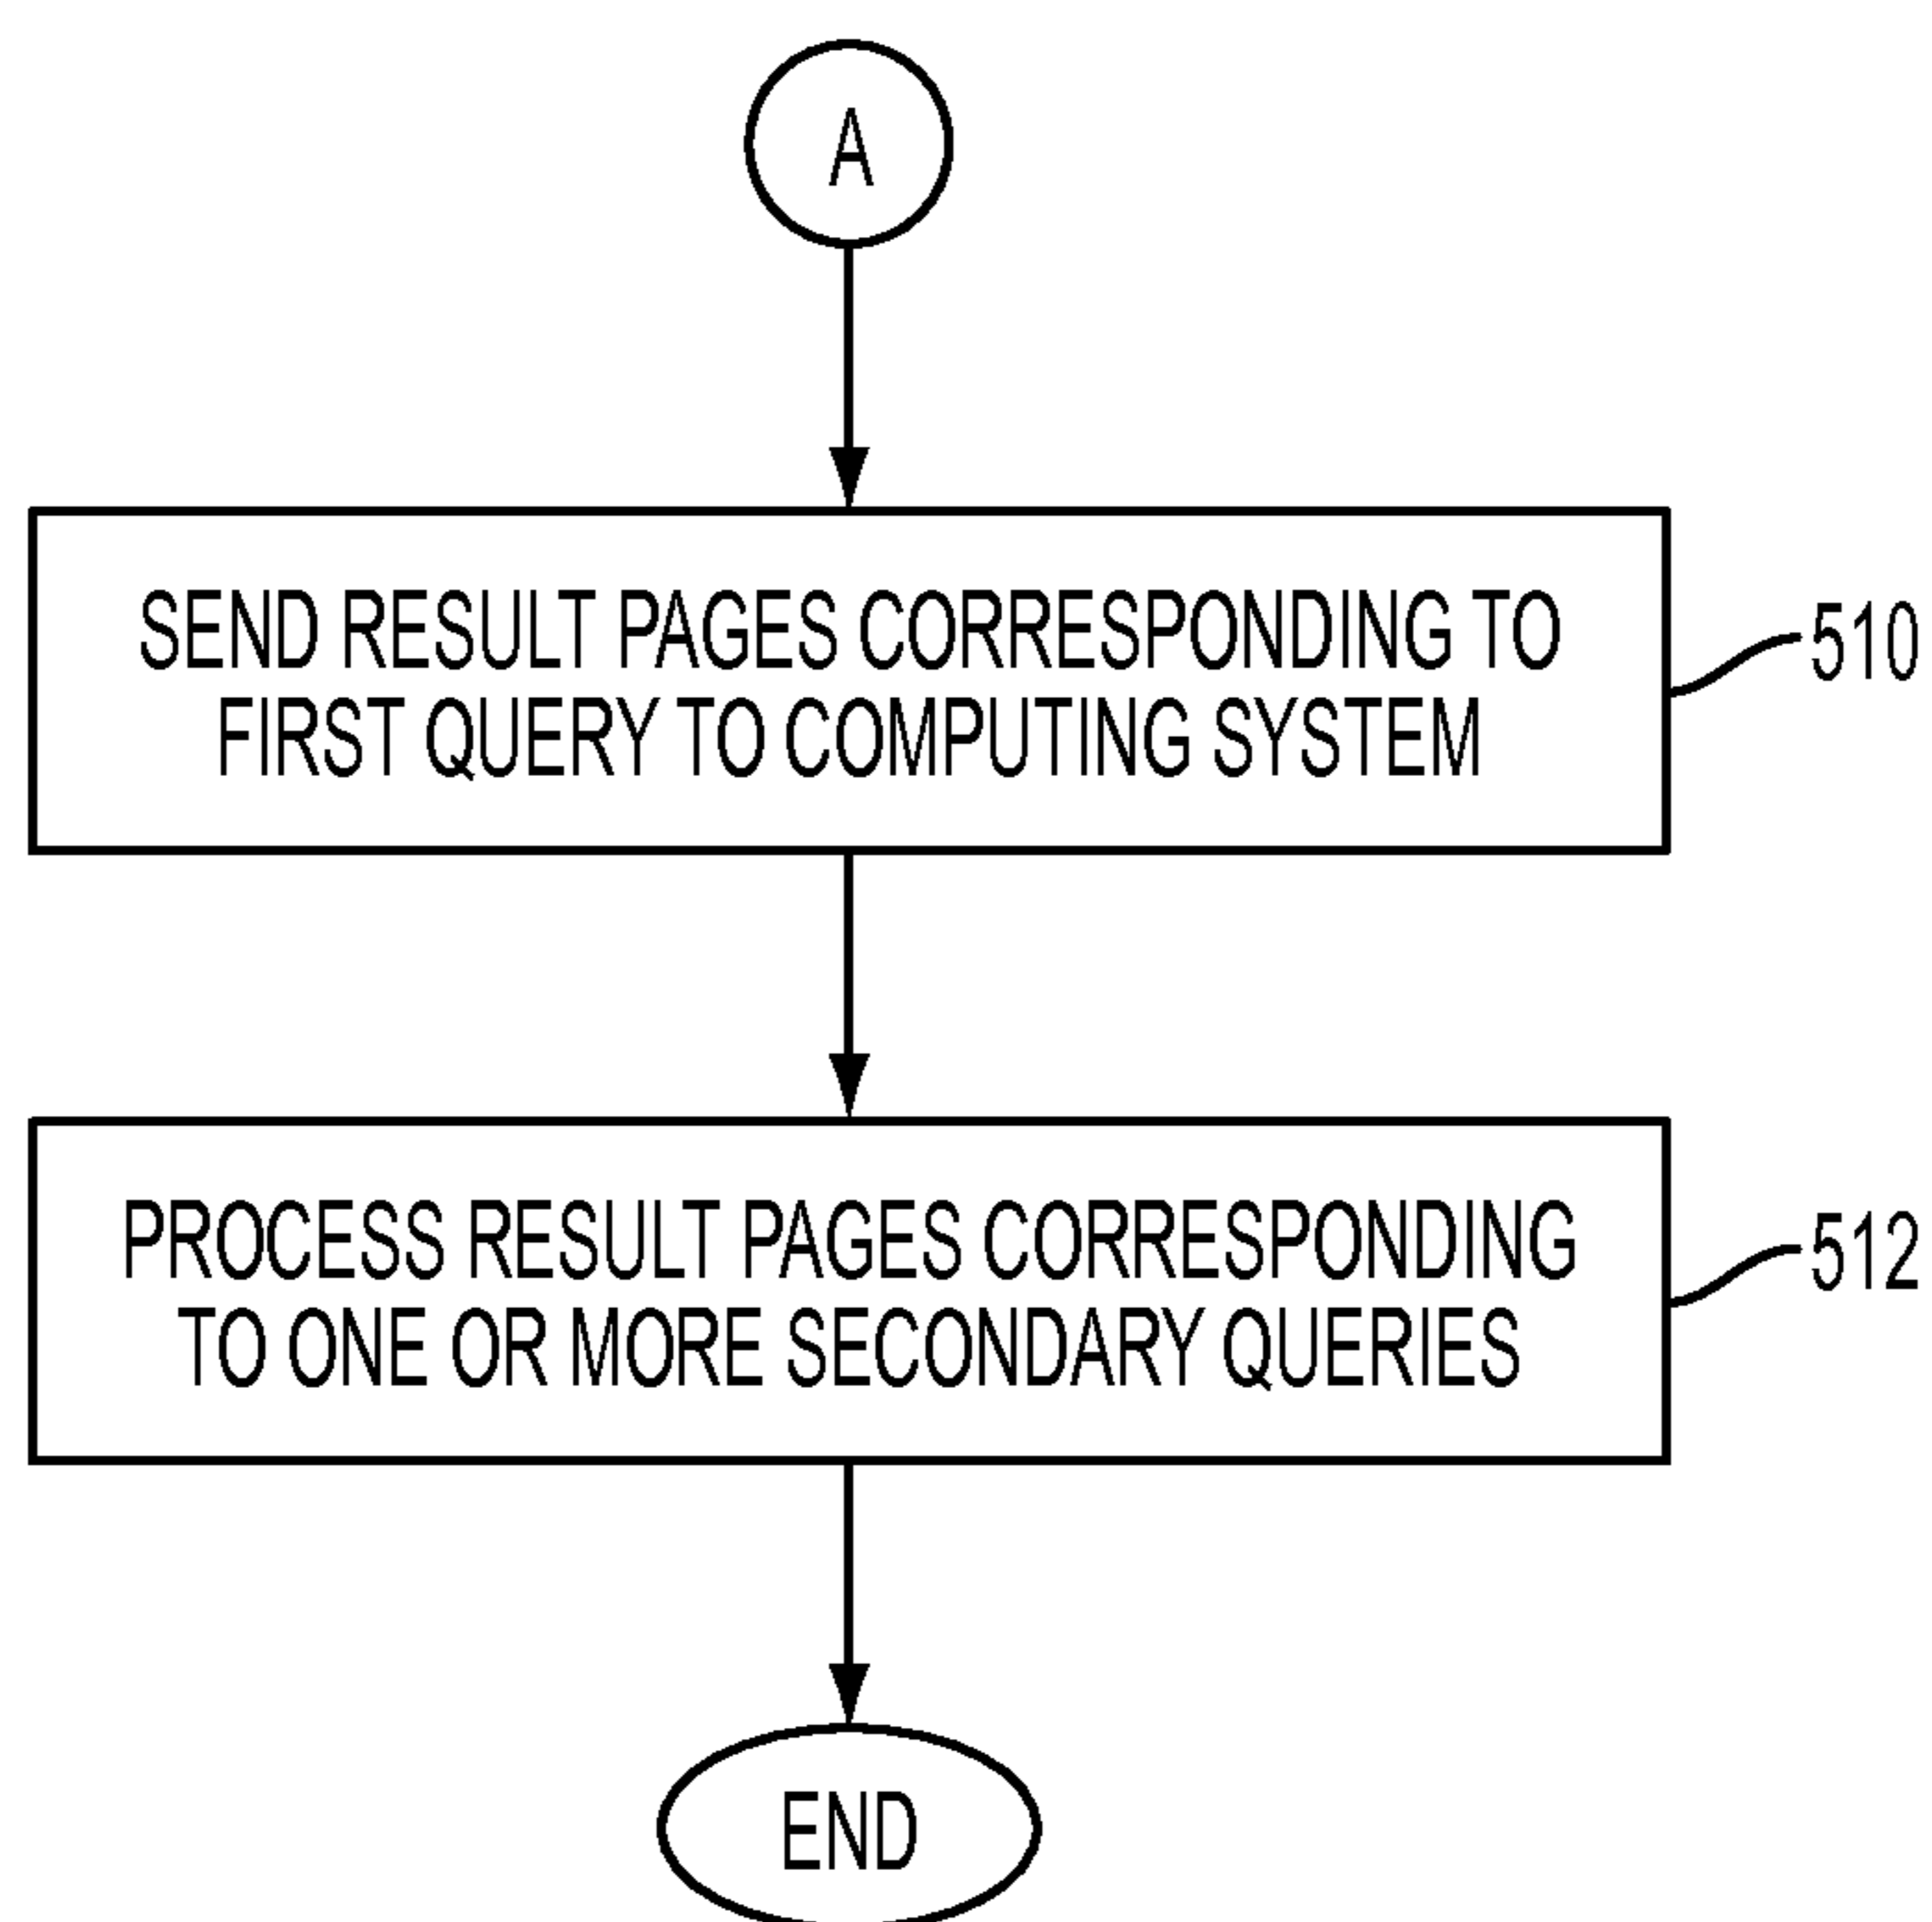 A
SEND RESULT PAGES CORRESPONDING TO
FIRST QUERY TO COMPUTING SYSTEM
510
PROCESS RESULT PAGES CORRESPONDING
TO ONE OR MORE SECONDARY QUERIES
512
END